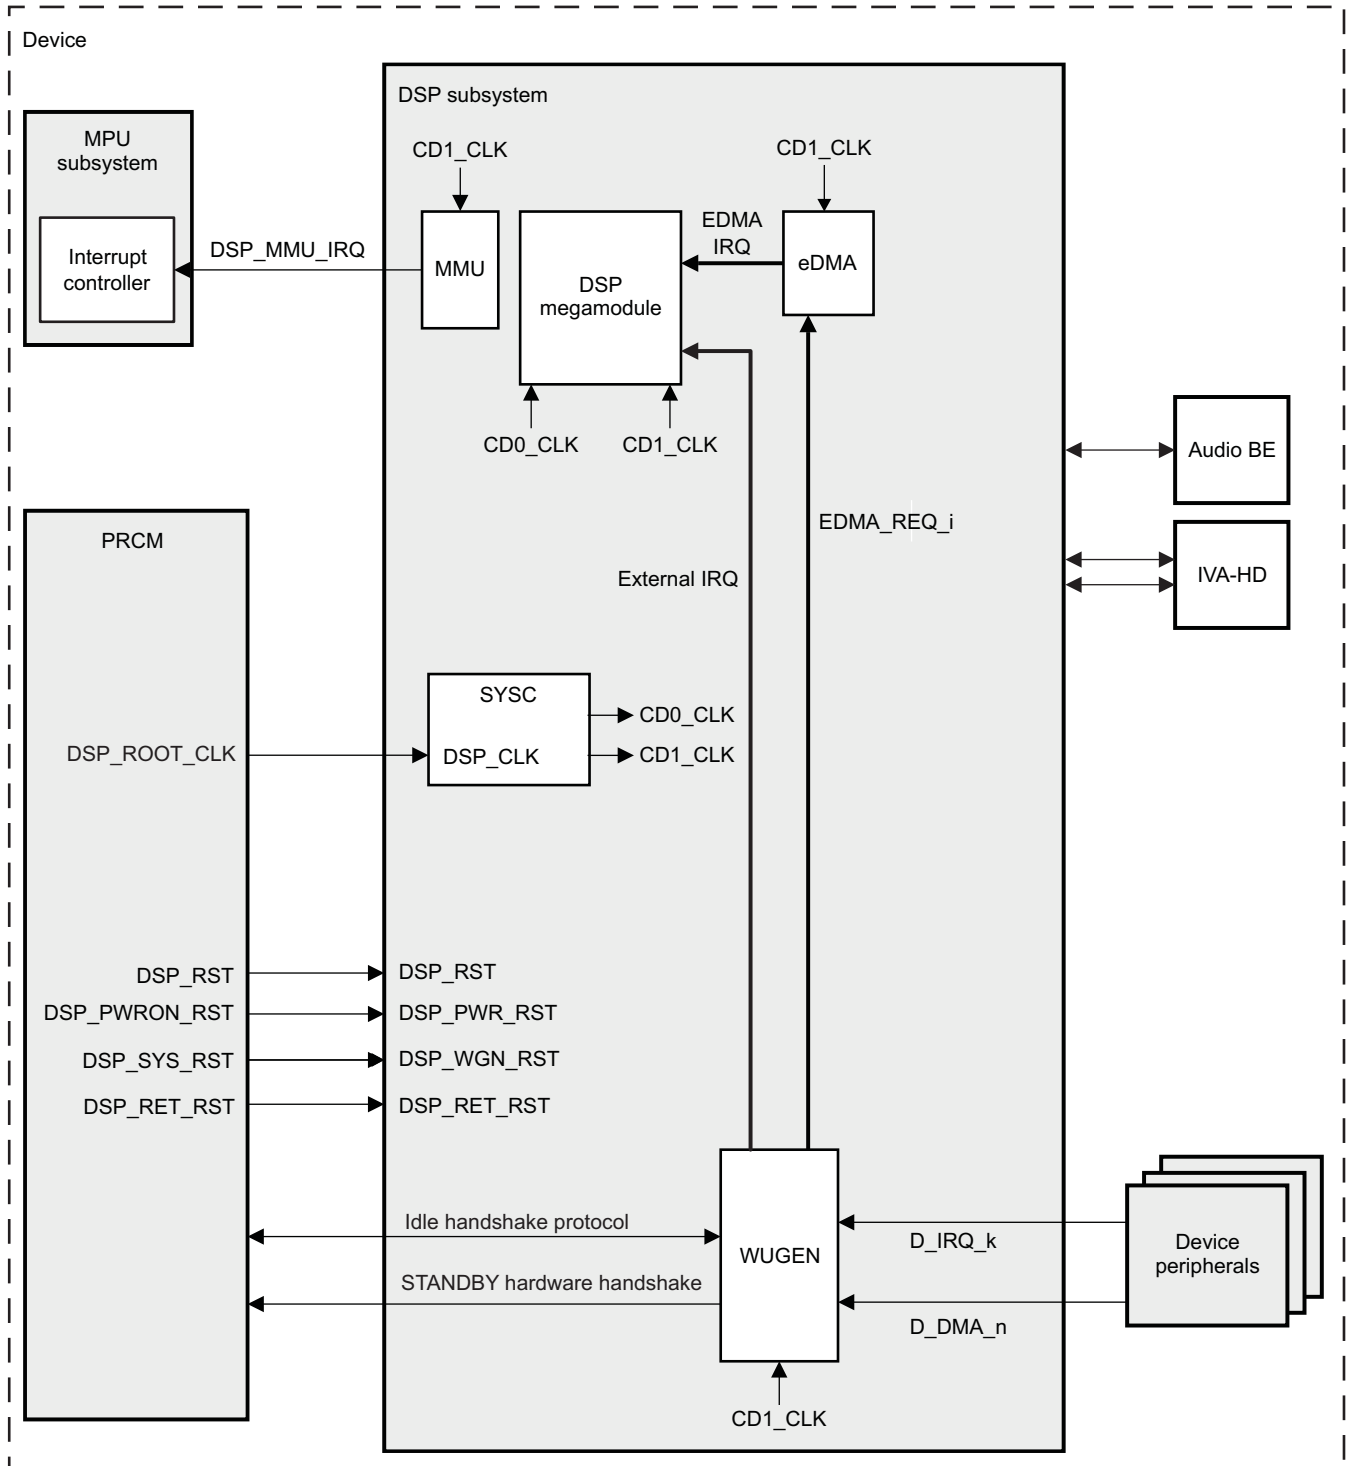 Device
DSP subsystem
MPU
subsystem
Interrupt
controller
DSP_MMU_IRQ
CD1_CLK
MMU
DSP
megamodule
EDMA
IRQ
CD1_CLK
eDMA
CD0_CLK
CD1_CLK
Audio BE
IVA-HD
EDMA_REQ_i
External IRQ
PRCM
DSP_ROOT_CLK
SYSC
DSP_CLK
CD0_CLK
CD1_CLK
DSP_RST
DSP_RST
DSP_PWRON_RST
DSP_PWR_RST
DSP_SYS_RST
DSP_WGN_RST
DSP_RET_RST
DSP_RET_RST
Idle handshake protocol
STANDBY hardware handshake
WUGEN
D_IRQ_k
D_DMA_n
Device
peripherals
CD1_CLK